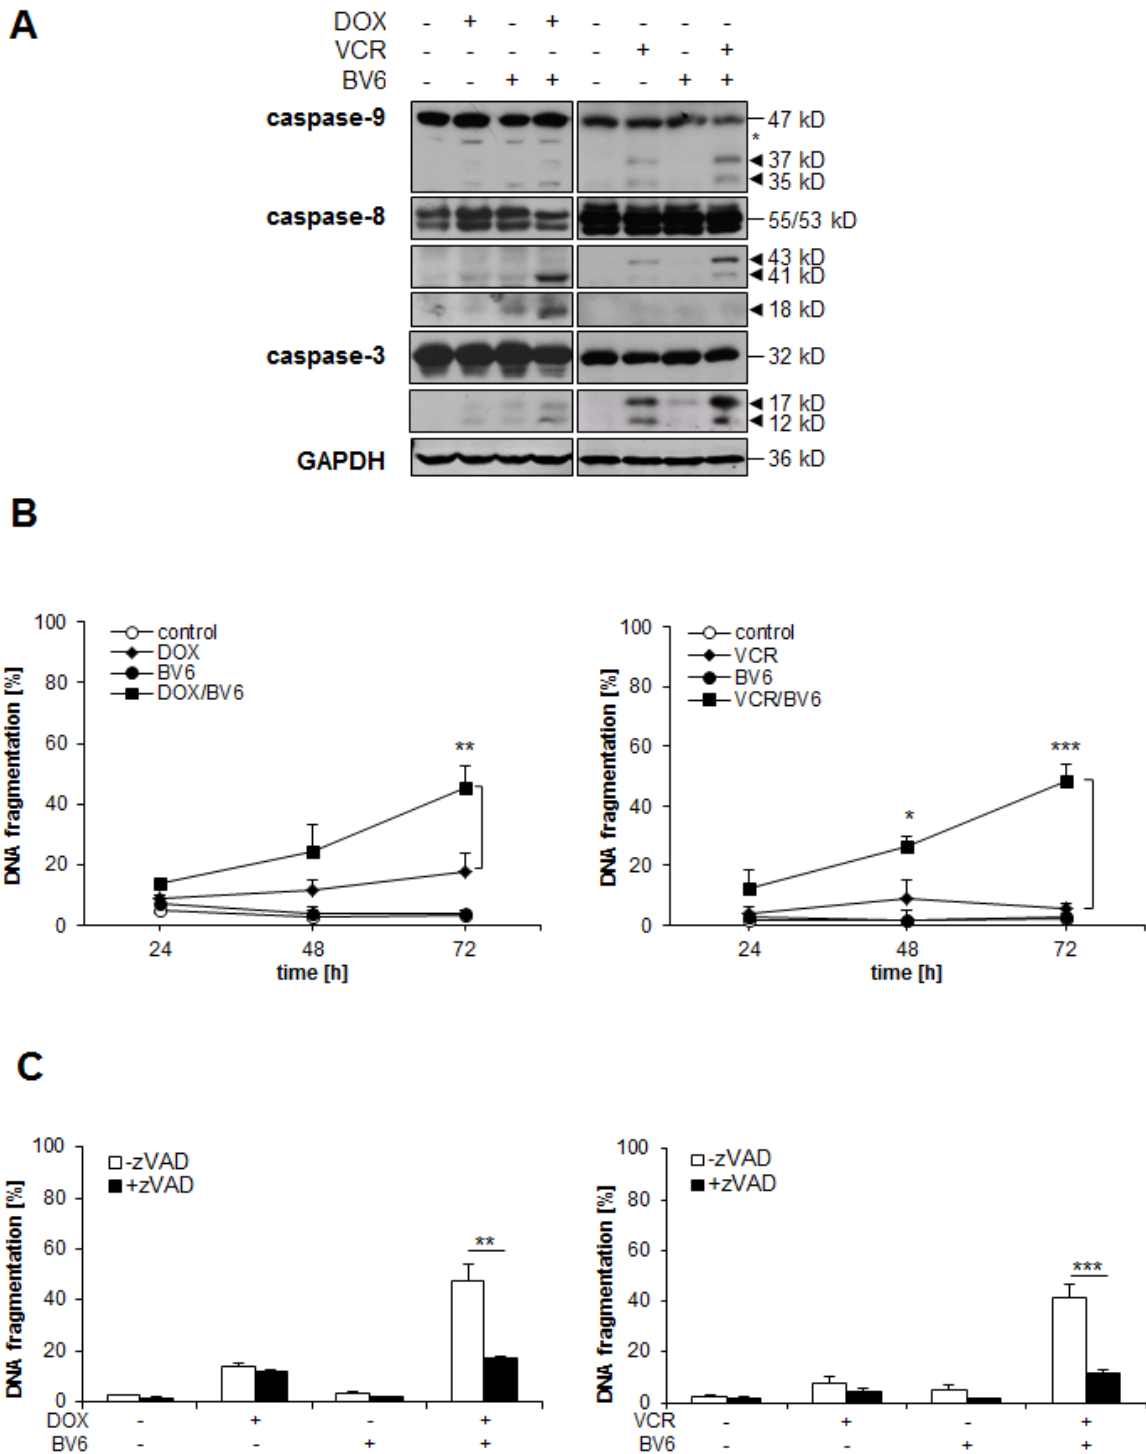 A
DOX - + - + - - - -
VCR - - - - - + - +
BV6 - - + + - - + +
caspase-9 47 kD
*
37 kD
35 kD
caspase-8 55/53 kD
43 kD
41 kD
18 kD
caspase-3 32 kD
17 kD
12 kD
GAPDH 36 kD
B
DNA fragmentation [%]
100
80
60
40
20
0
control
DOX
BV6
DOX/BV6
**
24 48 72
time [h]
DNA fragmentation [%]
100
80
60
40
20
0
control
VCR
BV6
VCR/BV6
*
***
24 48 72
time [h]
C
DNA fragmentation [%]
100
80
60
40
20
0
-zVAD
+zVAD
**
DOX - + - +
BV6 - - + +
DNA fragmentation [%]
100
80
60
40
20
0
-zVAD
+zVAD
***
VCR - + - +
BV6 - - + +